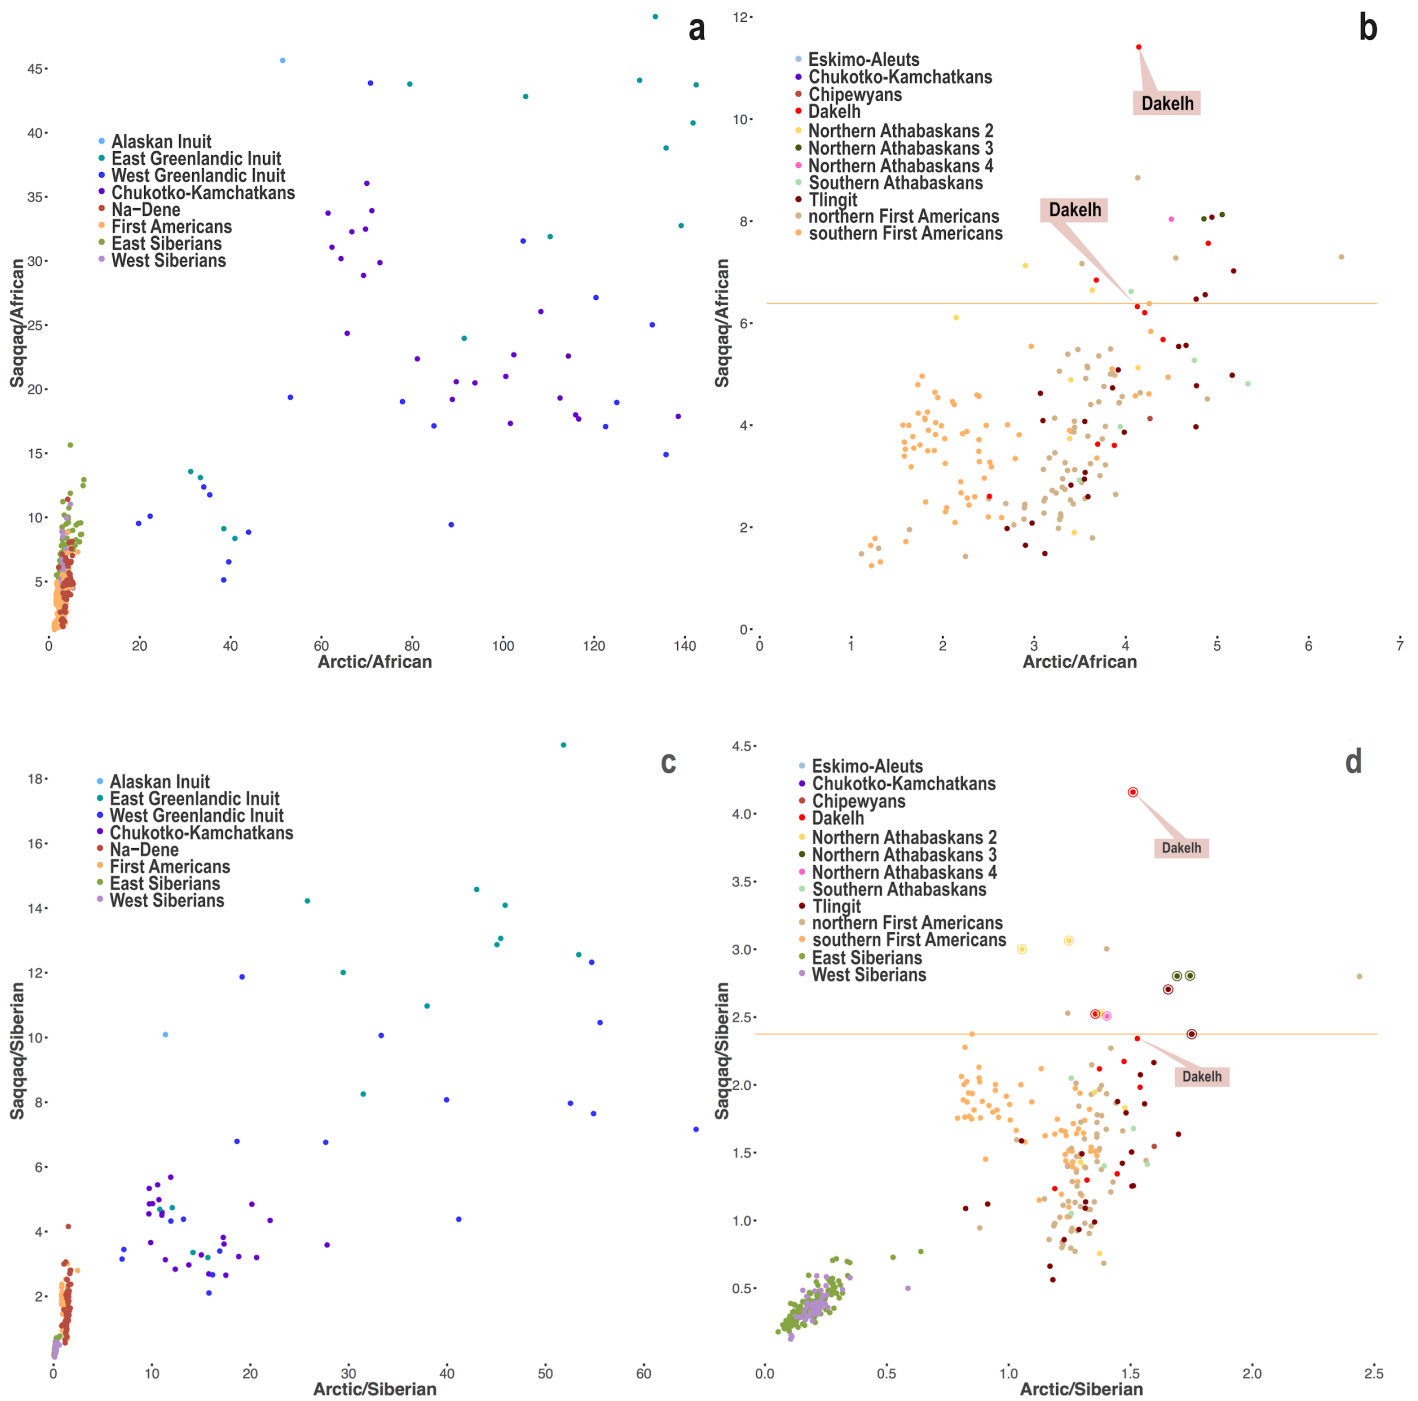 a
Saqqaq/African
45
40
35
30
25
20
15
10
5
Alaskan Inuit
East Greenlandic Inuit
West Greenlandic Inuit
Chukotko-Kamchatkans
Na–Dene
First Americans
East Siberians
West Siberians
0 20 40 60 80 100 120 140
Arctic/African
b
Saqqaq/African
12
10
8
6
4
2
0
Eskimo-Aleuts
Chukotko-Kamchatkans
Chipewyans
Dakelh
Northern Athabaskans 2
Northern Athabaskans 3
Northern Athabaskans 4
Southern Athabaskans
Tlingit
northern First Americans
southern First Americans
Dakelh
Dakelh
0 1 2 3 4 5 6 7
Arctic/African
c
Saqqaq/Siberian
18
16
14
12
10
8
6
4
2
Alaskan Inuit
East Greenlandic Inuit
West Greenlandic Inuit
Chukotko-Kamchatkans
Na–Dene
First Americans
East Siberians
West Siberians
0 10 20 30 40 50 60
Arctic/Siberian
d
Saqqaq/Siberian
4.5
4.0
3.5
3.0
2.5
2.0
1.5
1.0
0.5
Eskimo-Aleuts
Chukotko-Kamchatkans
Chipewyans
Dakelh
Northern Athabaskans 2
Northern Athabaskans 3
Northern Athabaskans 4
Southern Athabaskans
Tlingit
northern First Americans
southern First Americans
East Siberians
West Siberians
Dakelh
Dakelh
0.0 0.5 1.0 1.5 2.0 2.5
Arctic/Siberian